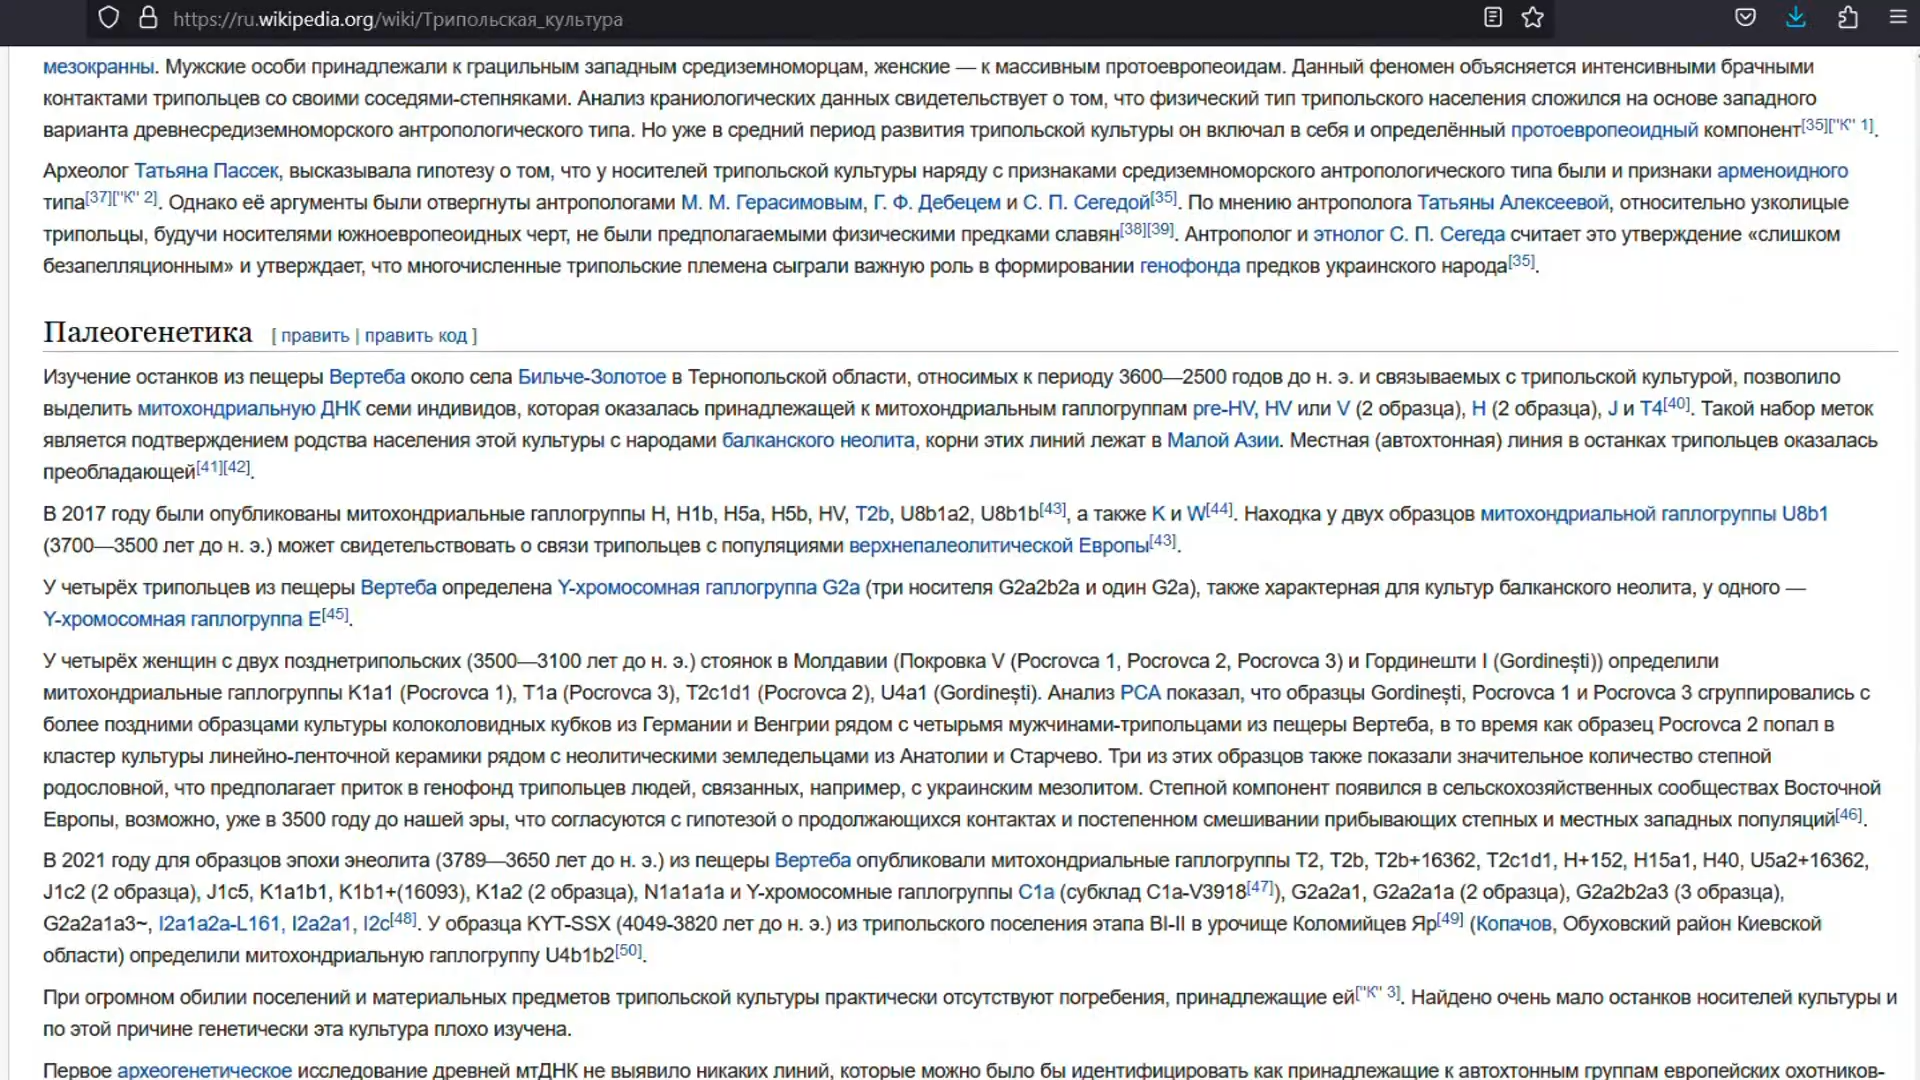 https://ru.wikipedia.org/wiki/Трипольская_культура
мезокранны. Мужские особи принадлежали к грацильным западным средиземноморцам, женские — к массивным протоевропеоидам. Данный феномен объясняется интенсивными брачными
контактами трипольцев со своими соседями-степняками. Анализ краниологических данных свидетельствует о том, что физический тип трипольского населения сложился на основе западного
варианта древнесредиземноморского антропологического типа. Но уже в средний период развития трипольской культуры он включал в себя и определённый протоевропеоидный компонент[35]["К" 1].
Археолог Татьяна Пассек, высказывала гипотезу о том, что у носителей трипольской культуры наряду с признаками средиземноморского антропологического типа были и признаки арменоидного
типа[37]["К" 2]. Однако её аргументы были отвергнуты антропологами М. М. Герасимовым, Г. Ф. Дебецем и С. П. Сегедой[35]. По мнению антрополога Татьяны Алексеевой, относительно узколицые
трипольцы, будучи носителями южноевропеоидных черт, не были предполагаемыми физическими предками славян[38][39]. Антрополог и этнолог С. П. Сегеда считает это утверждение «слишком
безапелляционным» и утверждает, что многочисленные трипольские племена сыграли важную роль в формировании генофонда предков украинского народа[35].
Палеогенетика [ править | править код ]
Изучение останков из пещеры Вертеба около села Бильче-Золотое в Тернопольской области, относимых к периоду 3600—2500 годов до н. э. и связываемых с трипольской культурой, позволило
выделить митохондриальную ДНК семи индивидов, которая оказалась принадлежащей к митохондриальным гаплогруппам pre-HV, HV или V (2 образца), H (2 образца), J и T4[40]. Такой набор меток
является подтверждением родства населения этой культуры с народами балканского неолита, корни этих линий лежат в Малой Азии. Местная (автохтонная) линия в останках трипольцев оказалась
преобладающей[41][42].
В 2017 году были опубликованы митохондриальные гаплогруппы H, H1b, H5a, H5b, HV, T2b, U8b1a2, U8b1b[43], а также K и W[44]. Находка у двух образцов митохондриальной гаплогруппы U8b1
(3700—3500 лет до н. э.) может свидетельствовать о связи трипольцев с популяциями верхнепалеолитической Европы[43].
У четырёх трипольцев из пещеры Вертеба определена Y-хромосомная гаплогруппа G2a (три носителя G2a2b2a и один G2a), также характерная для культур балканского неолита, у одного —
Y-хромосомная гаплогруппа E[45].
У четырёх женщин с двух позднетрипольских (3500—3100 лет до н. э.) стоянок в Молдавии (Покровка V (Pocrovca 1, Pocrovca 2, Pocrovca 3) и Гординешти I (Gordinești)) определили
митохондриальные гаплогруппы K1a1 (Pocrovca 1), T1a (Pocrovca 3), T2c1d1 (Pocrovca 2), U4a1 (Gordinești). Анализ PCA показал, что образцы Gordinești, Pocrovca 1 и Pocrovca 3 сгруппировались с
более поздними образцами культуры колоколовидных кубков из Германии и Венгрии рядом с четырьмя мужчинами-трипольцами из пещеры Вертеба, в то время как образец Pocrovca 2 попал в
кластер культуры линейно-ленточной керамики рядом с неолитическими земледельцами из Анатолии и Старчево. Три из этих образцов также показали значительное количество степной
родословной, что предполагает приток в генофонд трипольцев людей, связанных, например, с украинским мезолитом. Степной компонент появился в сельскохозяйственных сообществах Восточной
Европы, возможно, уже в 3500 году до нашей эры, что согласуются с гипотезой о продолжающихся контактах и постепенном смешивании прибывающих степных и местных западных популяций[46].
В 2021 году для образцов эпохи энеолита (3789—3650 лет до н. э.) из пещеры Вертеба опубликовали митохондриальные гаплогруппы T2, T2b, T2b+16362, T2c1d1, H+152, H15a1, H40, U5a2+16362,
J1c2 (2 образца), J1c5, K1a1b1, K1b1+(16093), K1a2 (2 образца), N1a1a1a и Y-хромосомные гаплогруппы C1a (субклад C1a-V3918[47]), G2a2a1, G2a2a1a (2 образца), G2a2b2a3 (3 образца),
G2a2a1a3~, I2a1a2a-L161, I2a2a1, I2c[48]. У образца KYT-SSX (4049-3820 лет до н. э.) из трипольского поселения этапа BI-II в урочище Коломийцев Яр[49] (Копачов, Обуховский район Киевской
области) определили митохондриальную гаплогруппу U4b1b2[50].
При огромном обилии поселений и материальных предметов трипольской культуры практически отсутствуют погребения, принадлежащие ей["К" 3]. Найдено очень мало останков носителей культуры и
по этой причине генетически эта культура плохо изучена.
Первое археогенетическое исследование древней мтДНК не выявило никаких линий, которые можно было бы идентифицировать как принадлежащие к автохтонным группам европейских охотников-